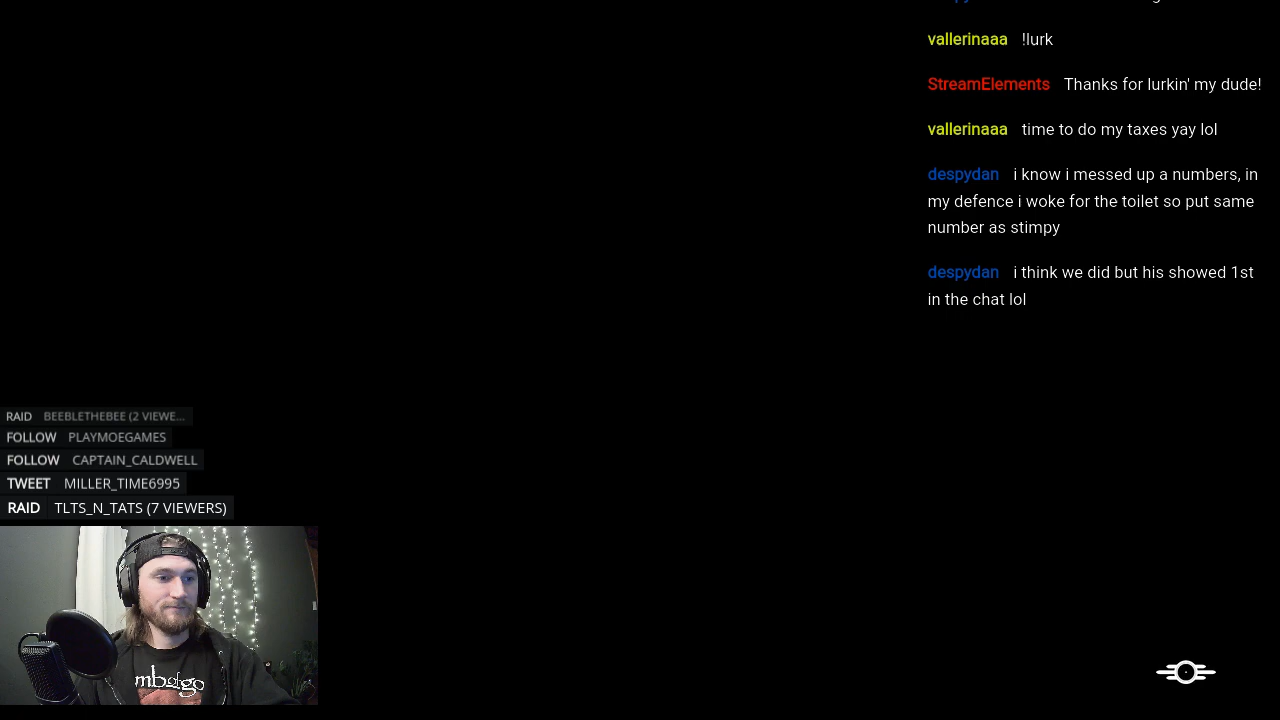 vallerinaaa !lurk
StreamElements Thanks for lurkin' my dude!
vallerinaaa time to do my taxes yay lol
despydan i know i messed up a numbers, in
my defence i woke for the toilet so put same
number as stimpy
despydan i think we did but his showed 1st
in the chat lol
RAID BEEBLETHEBEE (2 VIEWE...
FOLLOW PLAYMOEGAMES
FOLLOW CAPTAIN_CALDWELL
TWEET MILLER_TIME6995
RAID TLTS_N_TATS (7 VIEWERS)